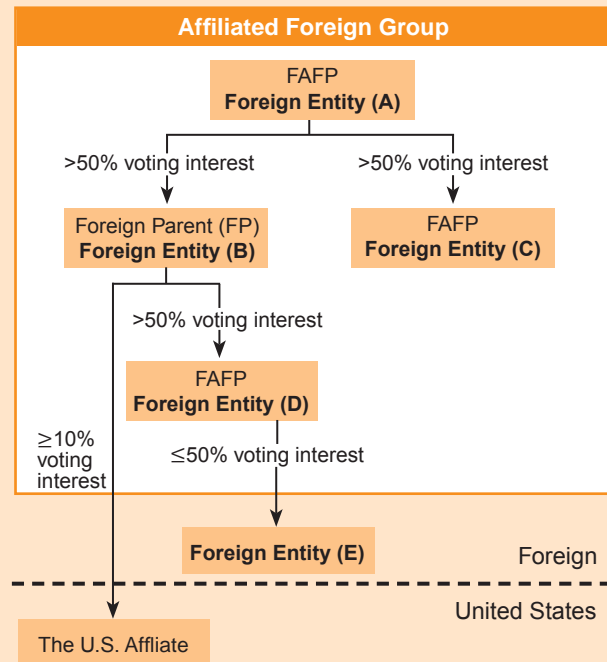 Affiliated Foreign Group
FAFP
Foreign Entity (A)
>50% voting interest
>50% voting interest
Foreign Parent (FP)
Foreign Entity (B)
FAFP
Foreign Entity (C)
>50% voting interest
FAFP
Foreign Entity (D)
≥10%
voting
interest
≤50% voting interest
Foreign Entity (E)
Foreign
United States
The U.S. Affliate